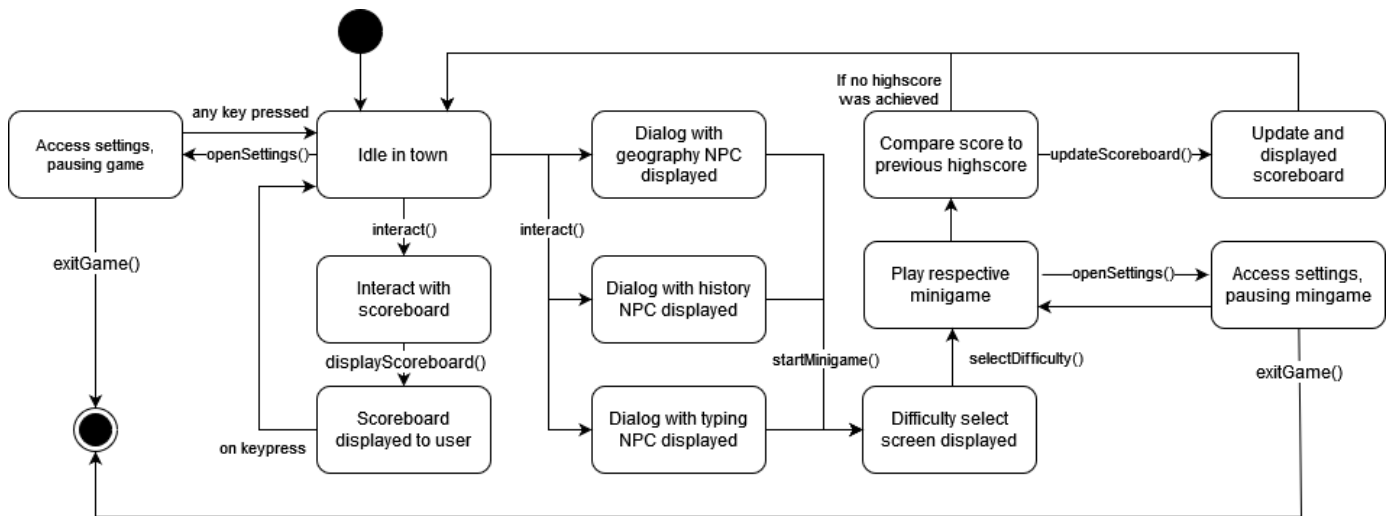 If no highscore
was achieved
any key pressed
Access settings,
pausing game
openSettings()
Idle in town
Dialog with
geography NPC
displayed
Compare score to
previous highscore
updateScoreboard()
Update and
displayed
scoreboard
interact()
interact()
exitGame()
Interact with
scoreboard
Dialog with history
NPC displayed
Play respective
minigame
openSettings()
Access settings,
pausing mingame
displayScoreboard()
startMinigame()
selectDifficulty()
exitGame()
Scoreboard
displayed to user
on keypress
Dialog with typing
NPC displayed
Difficulty select
screen displayed